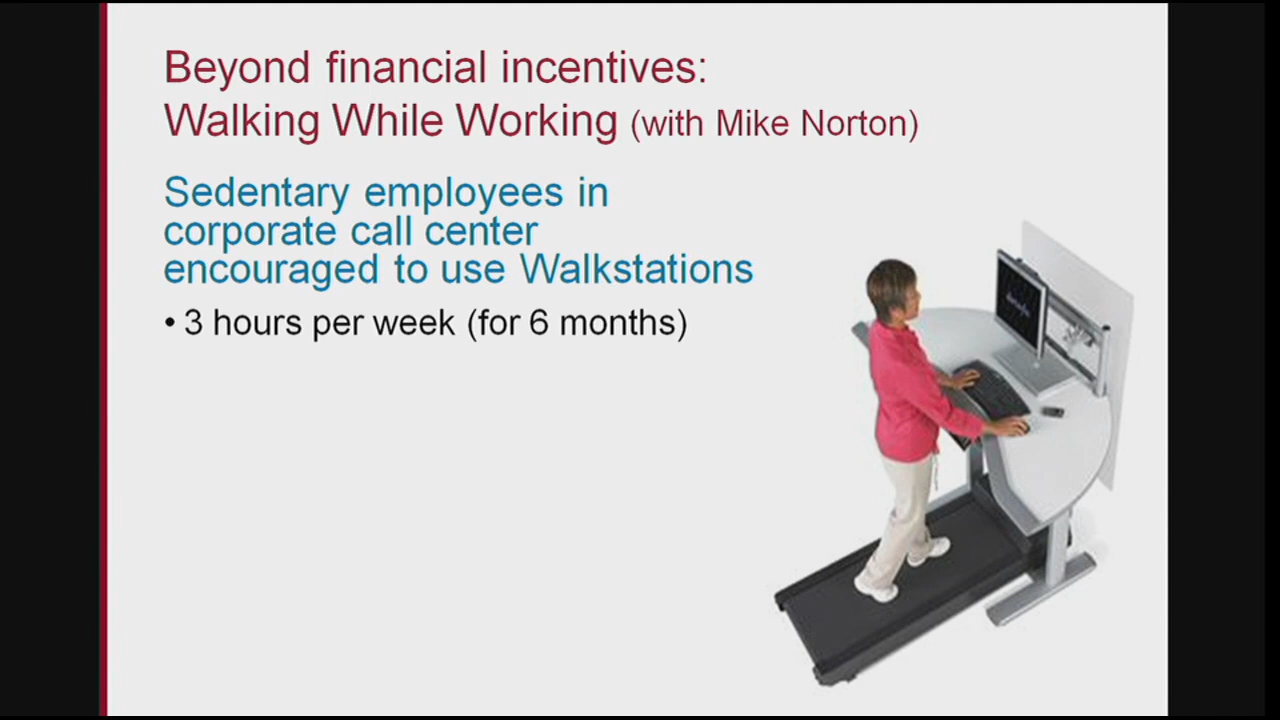 Beyond financial incentives:
Walking While Working (with Mike Norton)
Sedentary employees in
corporate call center
encouraged to use Walkstations
• 3 hours per week (for 6 months)